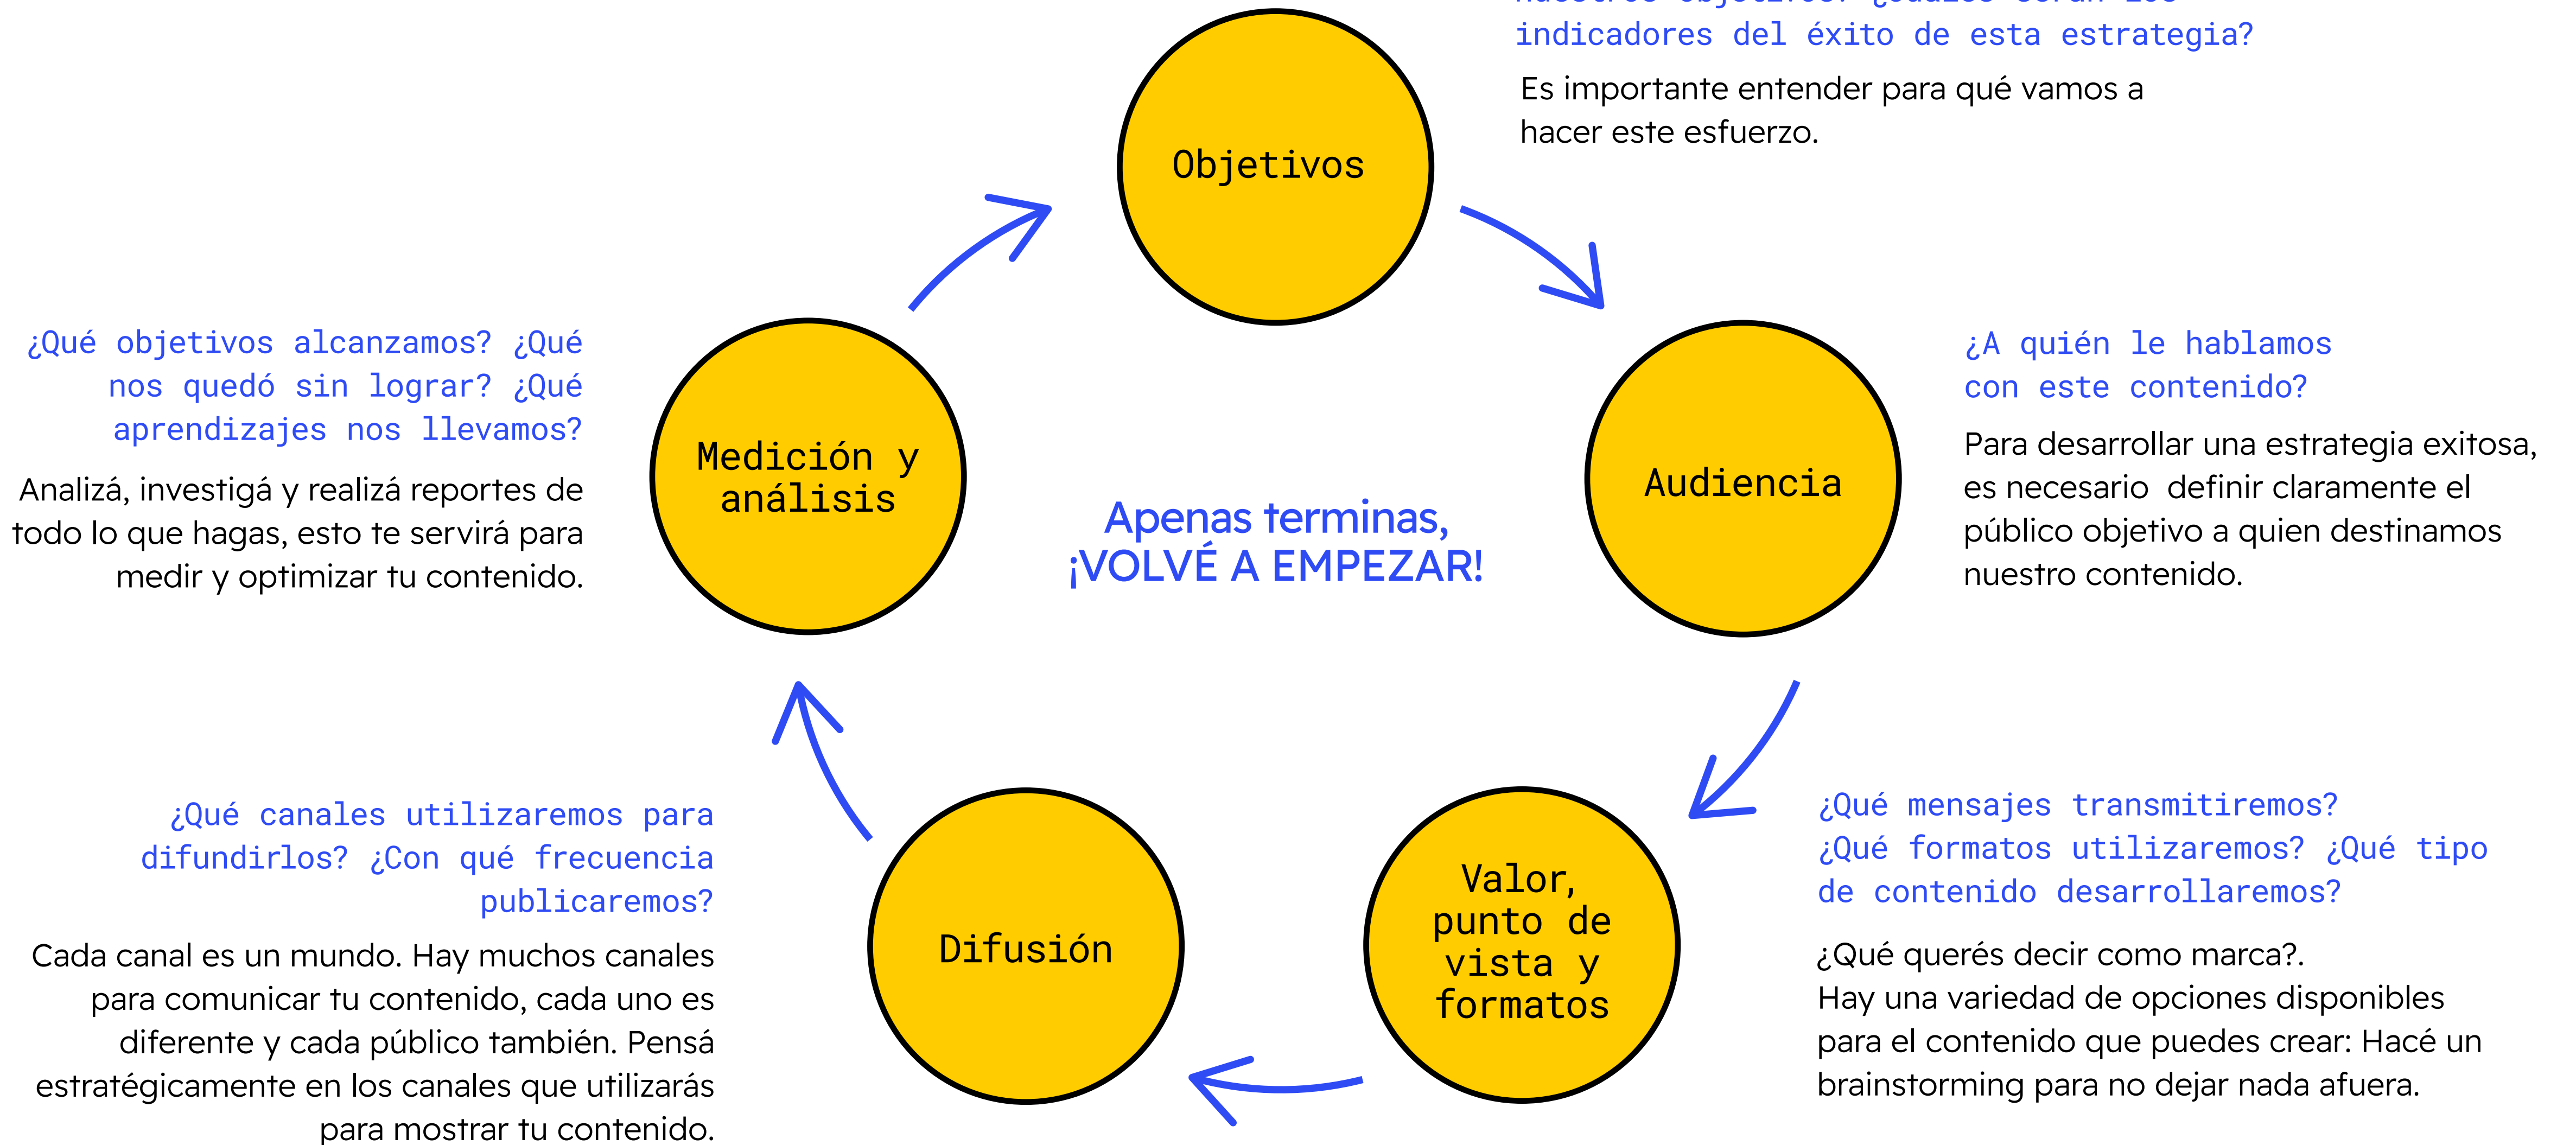 indicadores del éxito de esta estrategia?
Es importante entender para qué vamos a
hacer este esfuerzo.
Objetivos
¿A quién le hablamos
con este contenido?
Para desarrollar una estrategia exitosa,
es necesario  definir claramente el
público objetivo a quien destinamos
nuestro contenido.
Audiencia
¿Qué mensajes transmitiremos?
¿Qué formatos utilizaremos? ¿Qué tipo
de contenido desarrollaremos?
¿Qué querés decir como marca?.
Hay una variedad de opciones disponibles
para el contenido que puedes crear: Hacé un
brainstorming para no dejar nada afuera.
Valor,
punto de
vista y
formatos
¿Qué canales utilizaremos para
difundirlos? ¿Con qué frecuencia
publicaremos?
Cada canal es un mundo. Hay muchos canales
para comunicar tu contenido, cada uno es
diferente y cada público también. Pensá
estratégicamente en los canales que utilizarás
para mostrar tu contenido.
Difusión
¿Qué objetivos alcanzamos? ¿Qué
nos quedó sin lograr? ¿Qué
aprendizajes nos llevamos?
Analizá, investigá y realizá reportes de
todo lo que hagas, esto te servirá para
medir y optimizar tu contenido.
Medición y
análisis
Apenas terminas,
¡VOLVÉ A EMPEZAR!